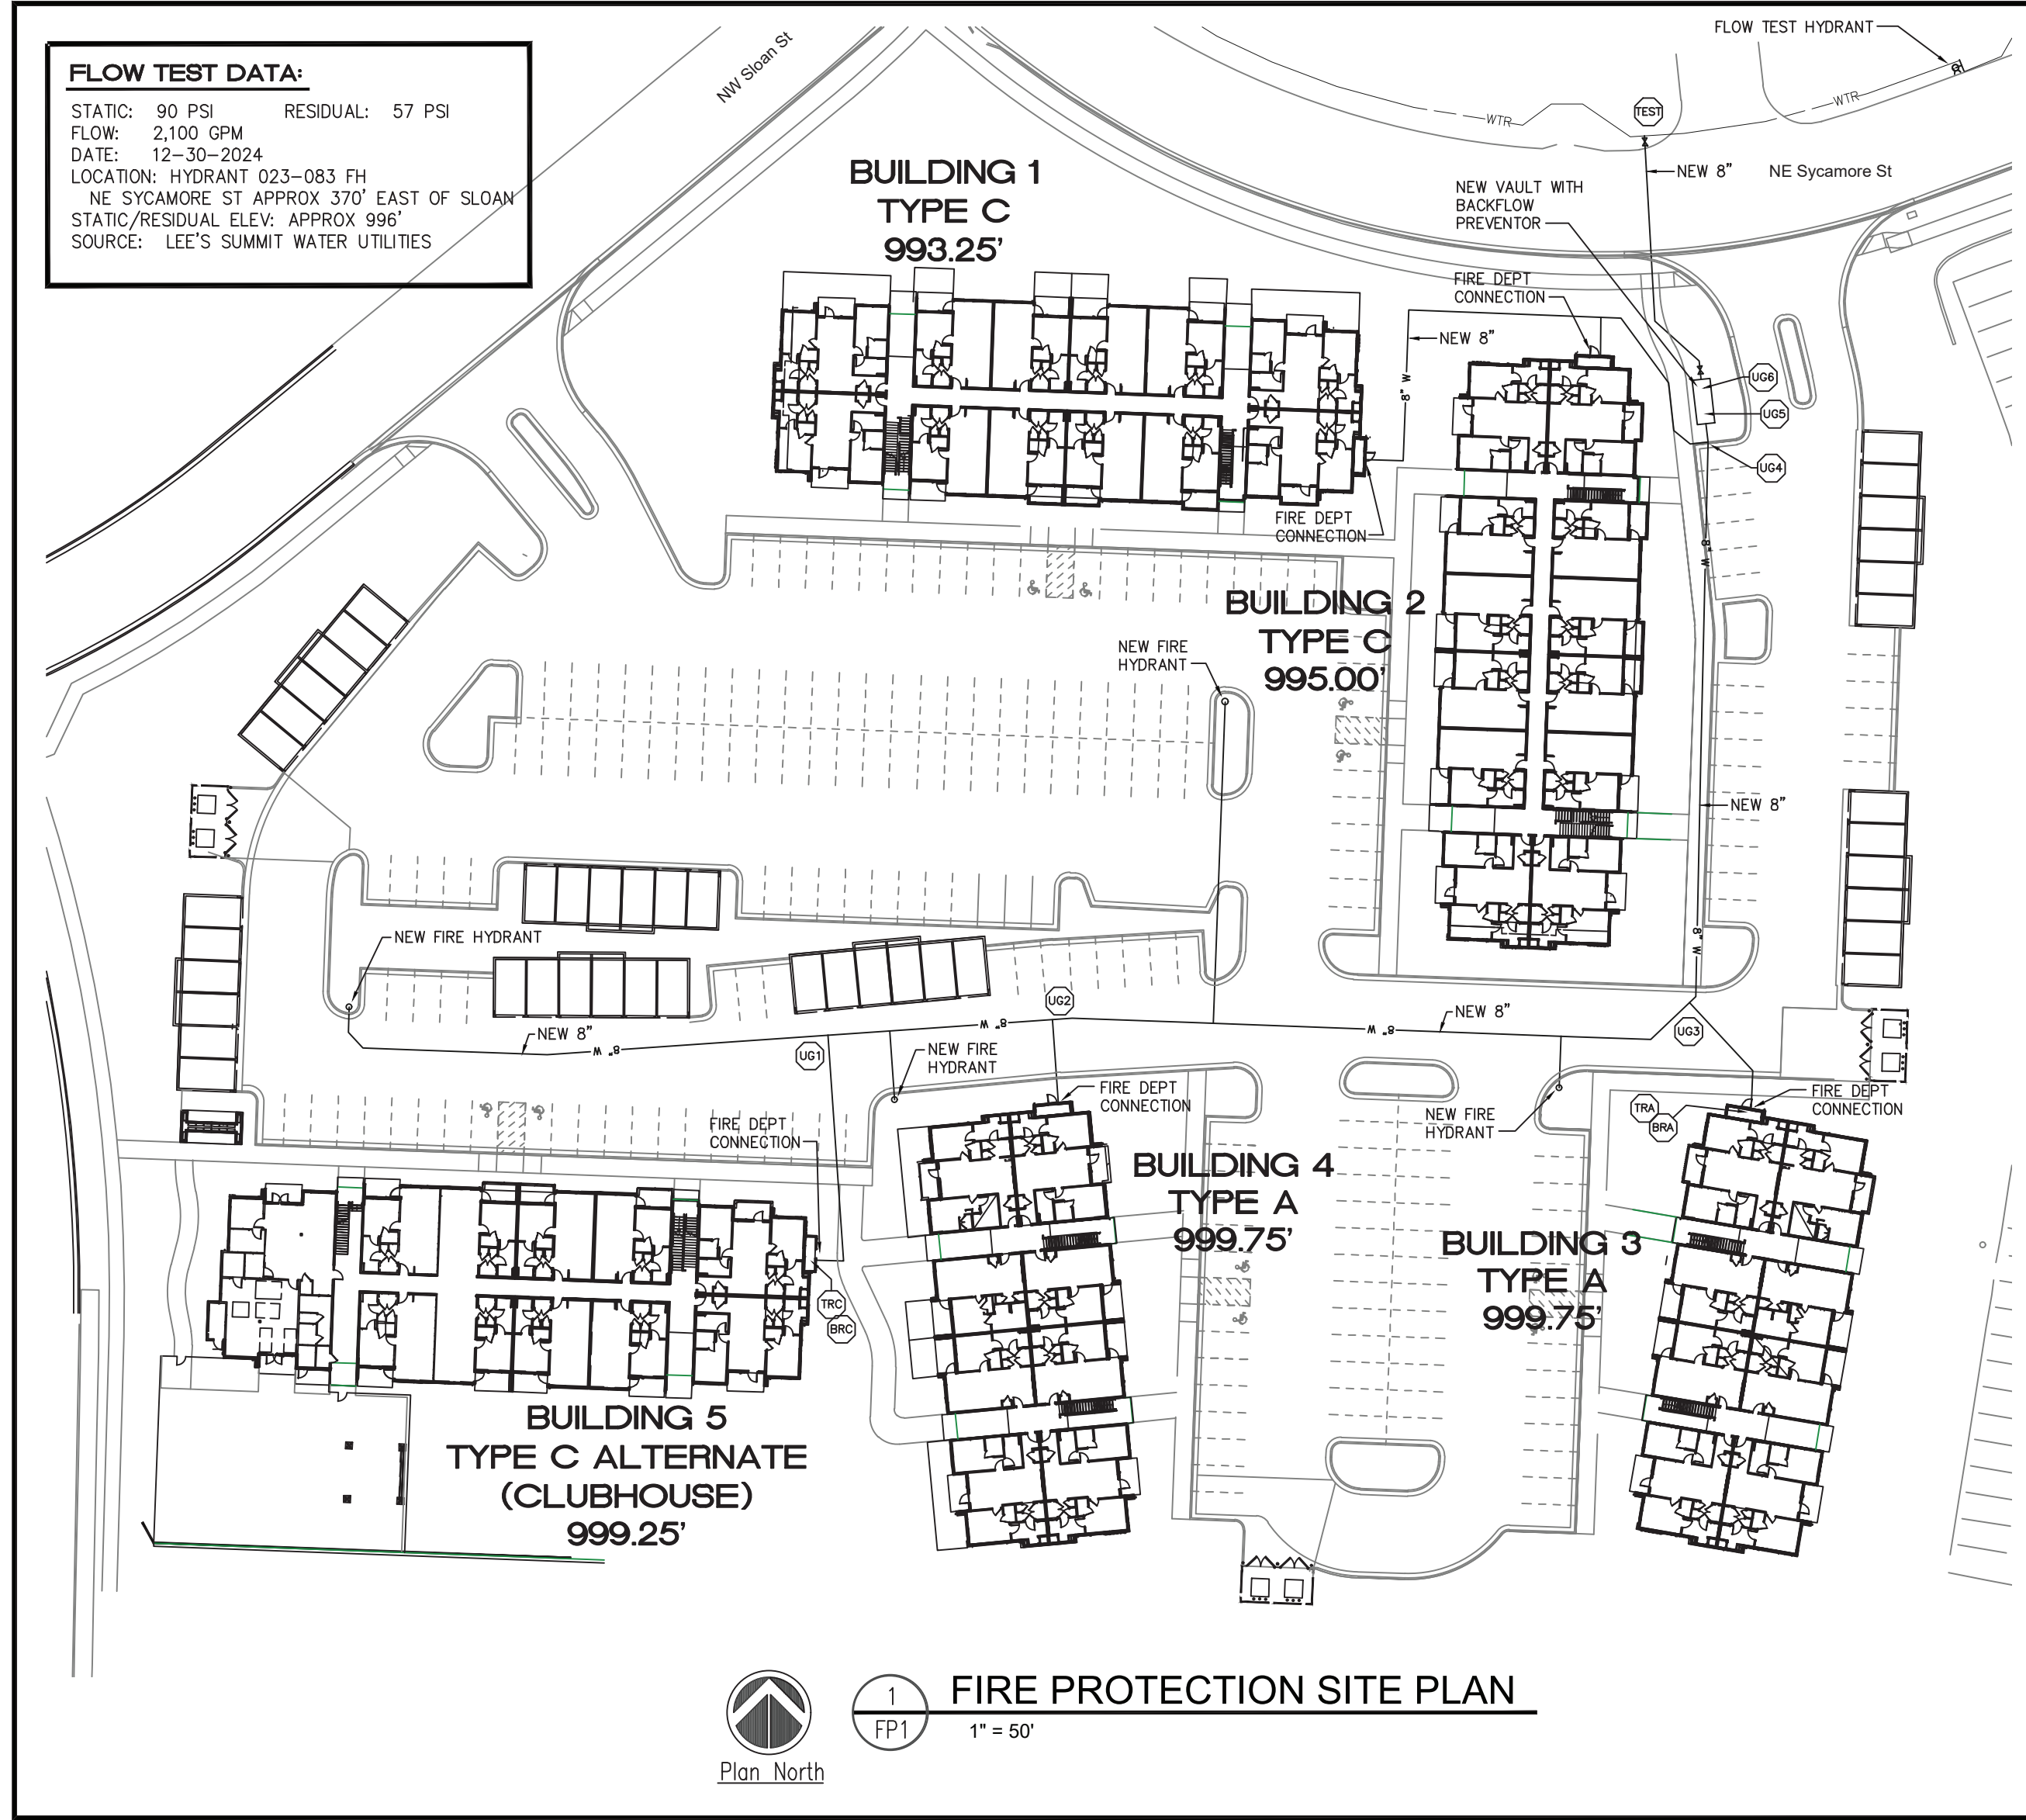 FLOW TEST DATA:
STATIC: 90 PSI RESIDUAL: 57 PSI
FLOW: 2,100 GPM
DATE: 12-30-2024
LOCATION: HYDRANT 023-083 FH
NE SYCAMORE ST APPROX 370' EAST OF SLOAN
STATIC/RESIDUAL ELEV: APPROX 996'
SOURCE: LEE'S SUMMIT WATER UTILITIES
NW Sloan St
FLOW TEST HYDRANT
WTR
WTR
TEST
NEW 8"
NE Sycamore St
NEW VAULT WITH
BACKFLOW
PREVENTOR
BUILDING 1
TYPE C
993.25'
FIRE DEPT
CONNECTION
NEW 8"
8" W
UG6
UG5
UG4
FIRE DEPT
CONNECTION
8" W
BUILDING 2
TYPE C
995.00'
NEW FIRE
HYDRANT
NEW 8"
8" W
NEW FIRE HYDRANT
UG2
NEW 8"
8" W
8" W
UG3
NEW 8"
8" W
UG1
NEW FIRE
HYDRANT
FIRE DEPT
CONNECTION
FIRE DEPT
CONNECTION
NEW FIRE
HYDRANT
TRA
BRA
FIRE DEPT
CONNECTION
BUILDING 4
TYPE A
999.75'
BUILDING 3
TYPE A
999.75'
TRC
BRC
BUILDING 5
TYPE C ALTERNATE
(CLUBHOUSE)
999.25'
1
FP1
FIRE PROTECTION SITE PLAN
1" = 50'
Plan North